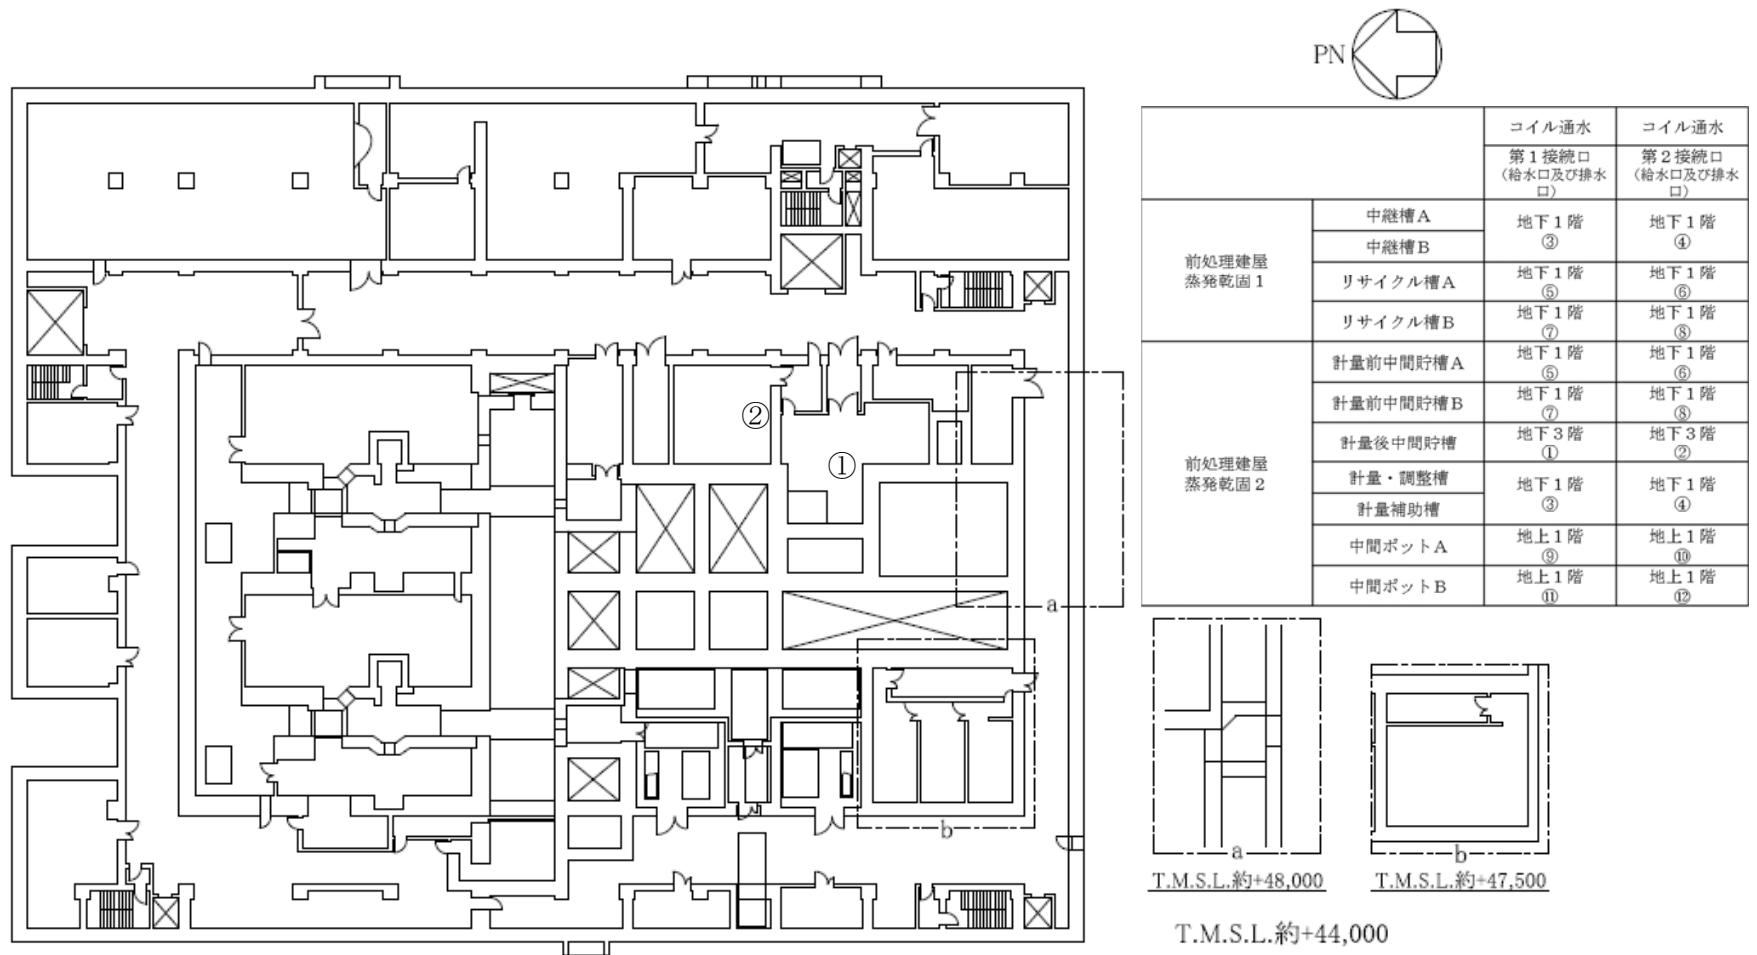 PN
コイル通水 コイル通水
第1接続口 第2接続口
(給水口及び排水 (給水口及び排水
口) 口)
前処理建屋
蒸発乾固1
中継槽A
中継槽B
地下1階 地下1階
③ ④
リサイクル槽A
地下1階 地下1階
⑤ ⑥
リサイクル槽B
地下1階 地下1階
⑦ ⑧
前処理建屋
蒸発乾固2
計量前中間貯槽A
地下1階 地下1階
⑤ ⑥
計量前中間貯槽B
地下1階 地下1階
⑦ ⑧
計量後中間貯槽
地下3階 地下3階
① ②
計量・調整槽
計量補助槽
地下1階 地下1階
③ ④
中間ポットA
地上1階 地上1階
⑨ ⑩
中間ポットB
地上1階 地上1階
⑪ ⑫
②
①
a
b
a
T.M.S.L.約+48,000
b
T.M.S.L.約+47,500
T.M.S.L.約+44,000